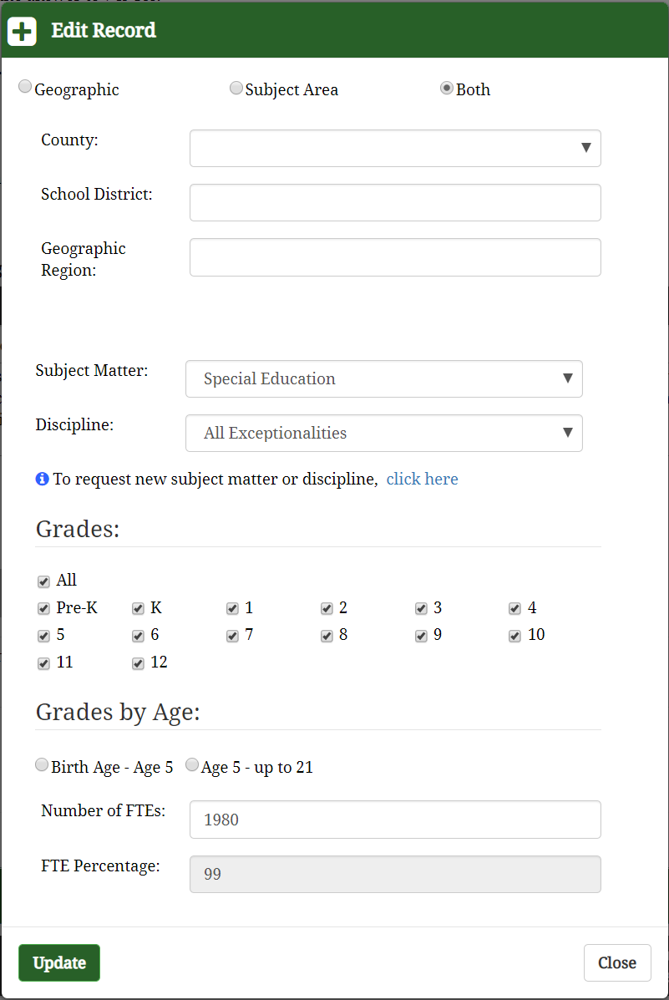 Edit Record
Geographic Subject Area Both
County:
School District:
Geographic
Region:
Subject Matter: Special Education
Discipline: All Exceptionalities
To request new subject matter or discipline, click here
Grades:
All
Pre-K K 1 2 3 4
5 6 7 8 9 10
11 12
Grades by Age:
Birth Age - Age 5 Age 5 - up to 21
Number of FTEs: 1980
FTE Percentage: 99
Update Close